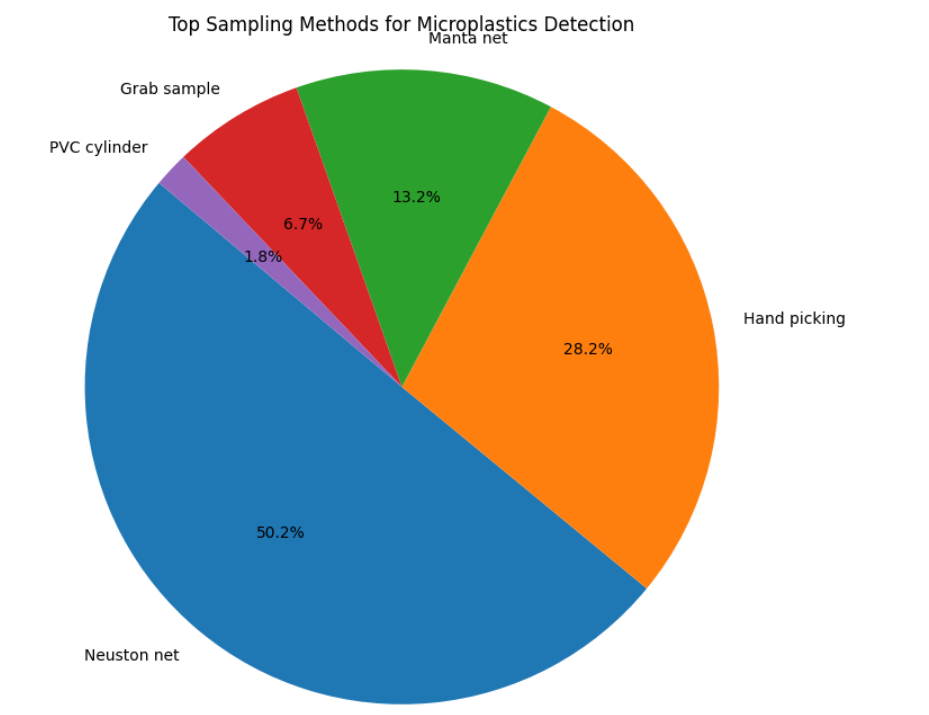 Top Sampling Methods for Microplastics Detection
Manta net
Grab sample
PVC cylinder
13.2%
6.7%
1.8%
Hand picking
28.2%
50.2%
Neuston net